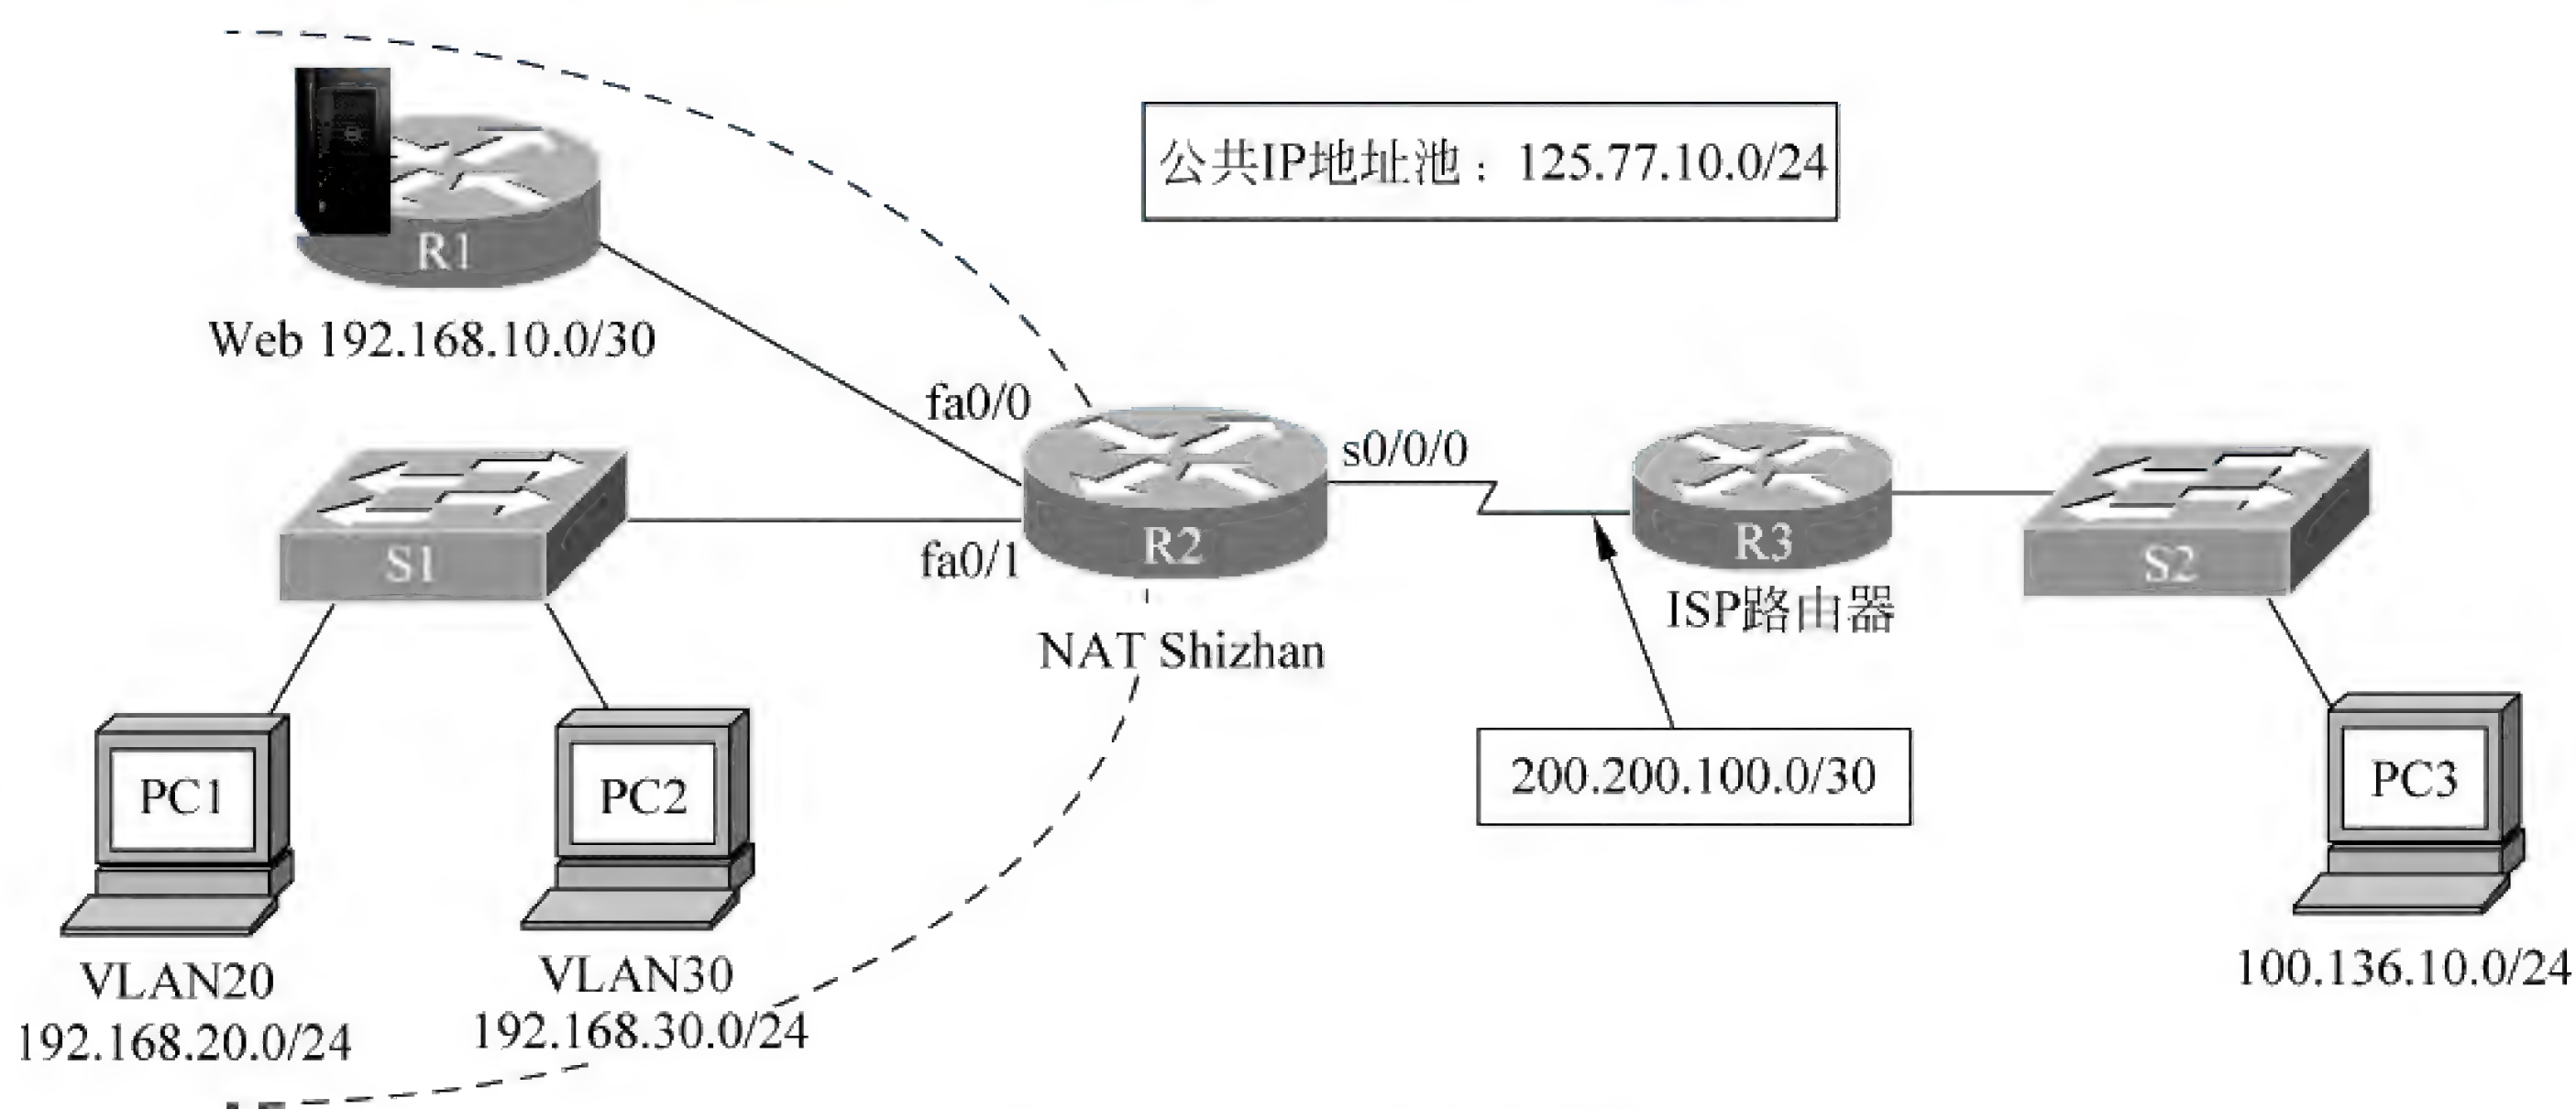 公共IP地址池：125.77.10.0/24
R1
Web 192.168.10.0/30
fa0/0
s0/0/0
S1
fa0/1
R2
R3
S2
ISP路由器
NAT Shizhan
PC1
PC2
200.200.100.0/30
PC3
VLAN20
192.168.20.0/24
VLAN30
192.168.30.0/24
100.136.10.0/24